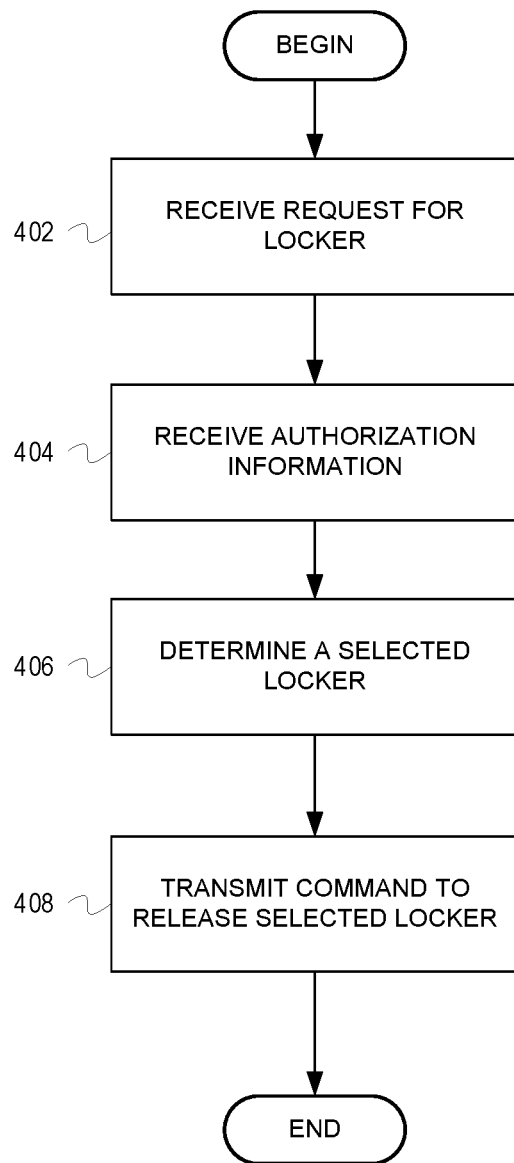 BEGIN
RECEIVE REQUEST FOR
LOCKER
402
RECEIVE AUTHORIZATION
INFORMATION
404
DETERMINE A SELECTED
LOCKER
406
TRANSMIT COMMAND TO
RELEASE SELECTED LOCKER
408
END